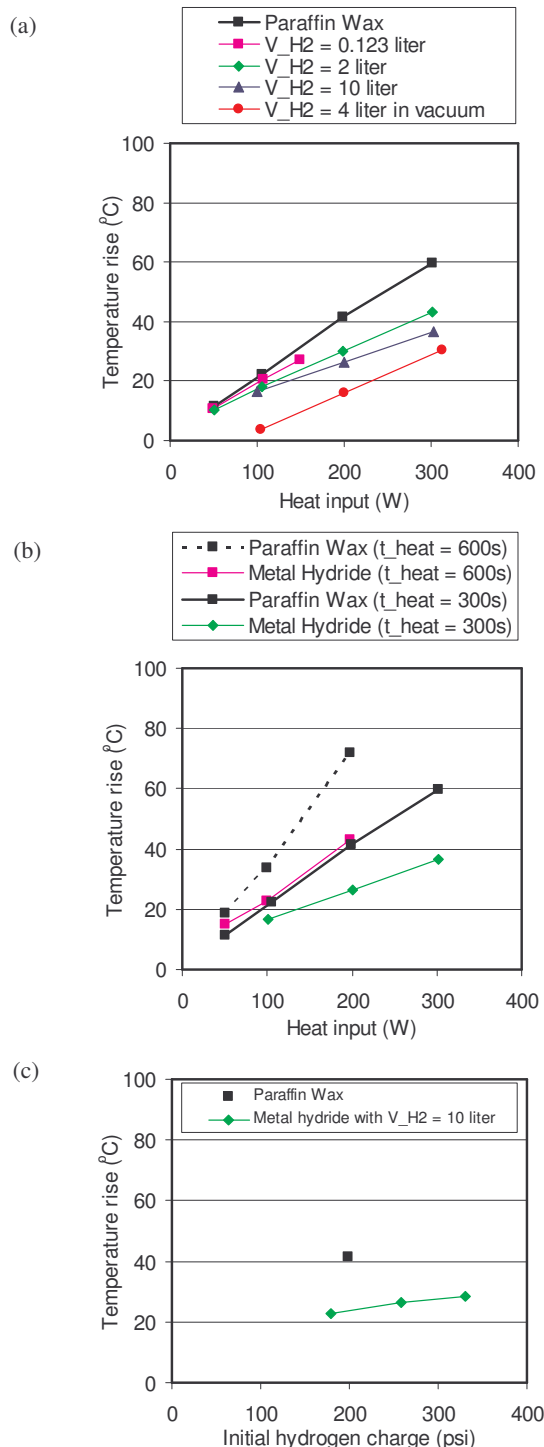 (a)
Paraffin Wax
V_H2 = 0.123 liter
V_H2 = 2 liter
V_H2 = 10 liter
V_H2 = 4 liter in vacuum
100
80
60
40
20
0
0 100 200 300 400
Temperature rise (⁰C)
Heat input (W)
(b)
Paraffin Wax (t_heat = 600s)
Metal Hydride (t_heat = 600s)
Paraffin Wax (t_heat = 300s)
Metal Hydride (t_heat = 300s)
100
80
60
40
20
0
0 100 200 300 400
Temperature rise (⁰C)
Heat input (W)
(c)
Paraffin Wax
Metal hydride with V_H2 = 10 liter
100
80
60
40
20
0
0 100 200 300 400
Temperature rise (⁰C)
Initial hydrogen charge (psi)